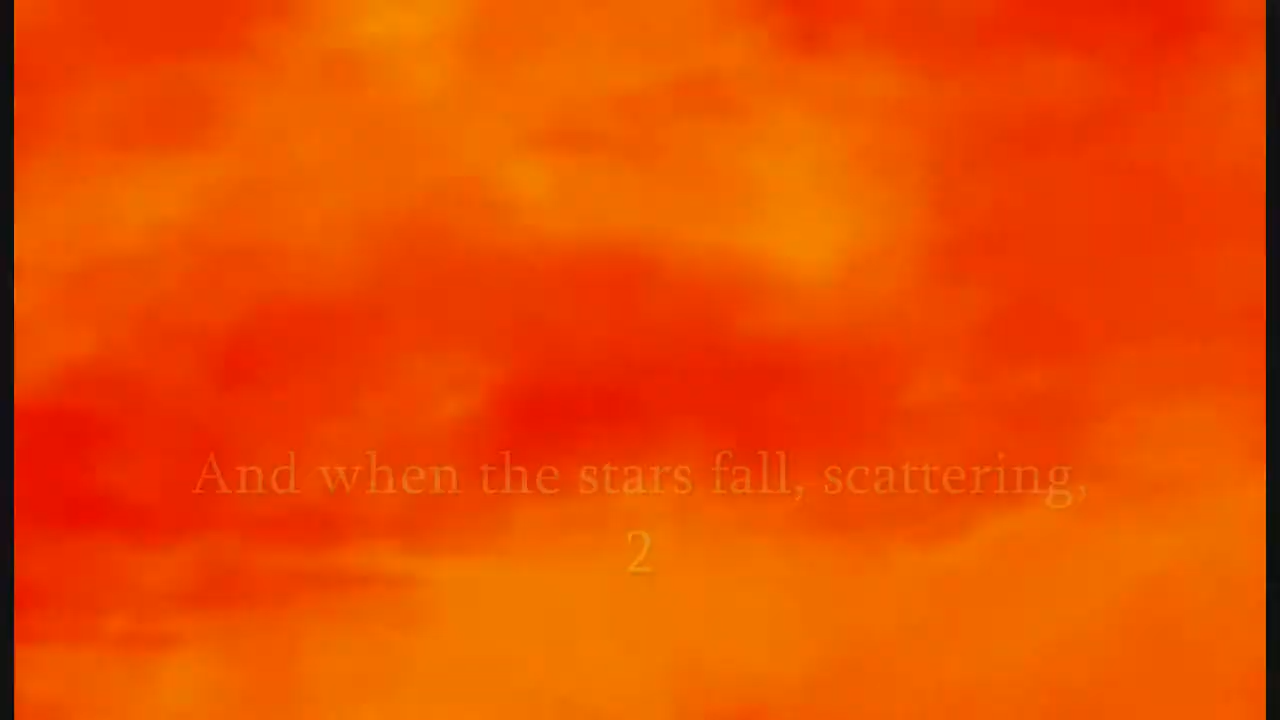 And when the stars fall, scattering,
2